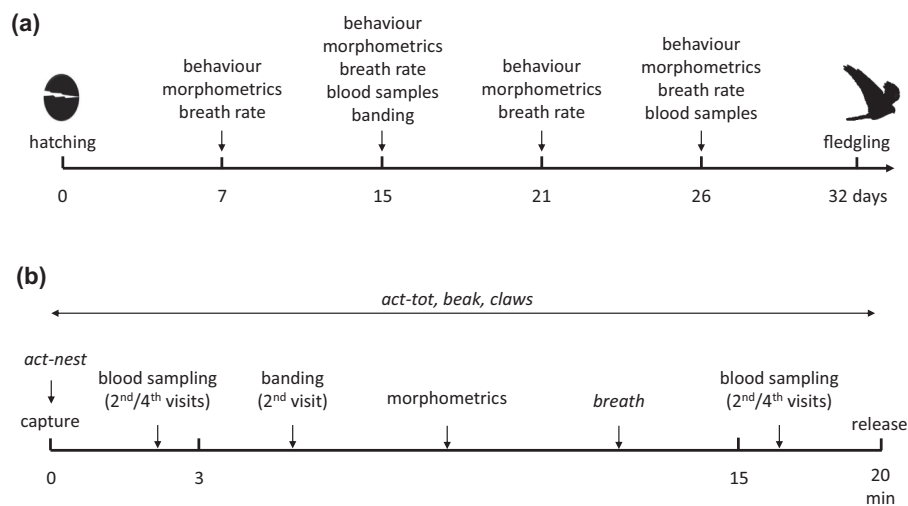 (a)
behaviour
morphometrics
breath rate
behaviour
morphometrics
breath rate
blood samples
banding
behaviour
morphometrics
breath rate
behaviour
morphometrics
breath rate
blood samples
hatching
fledgling
0
7
15
21
26
32 days
(b)
act-tot, beak, claws
act-nest
capture
blood sampling
(2nd/4th visits)
banding
(2nd visit)
morphometrics
breath
blood sampling
(2nd/4th visits)
release
0
3
15
20
min